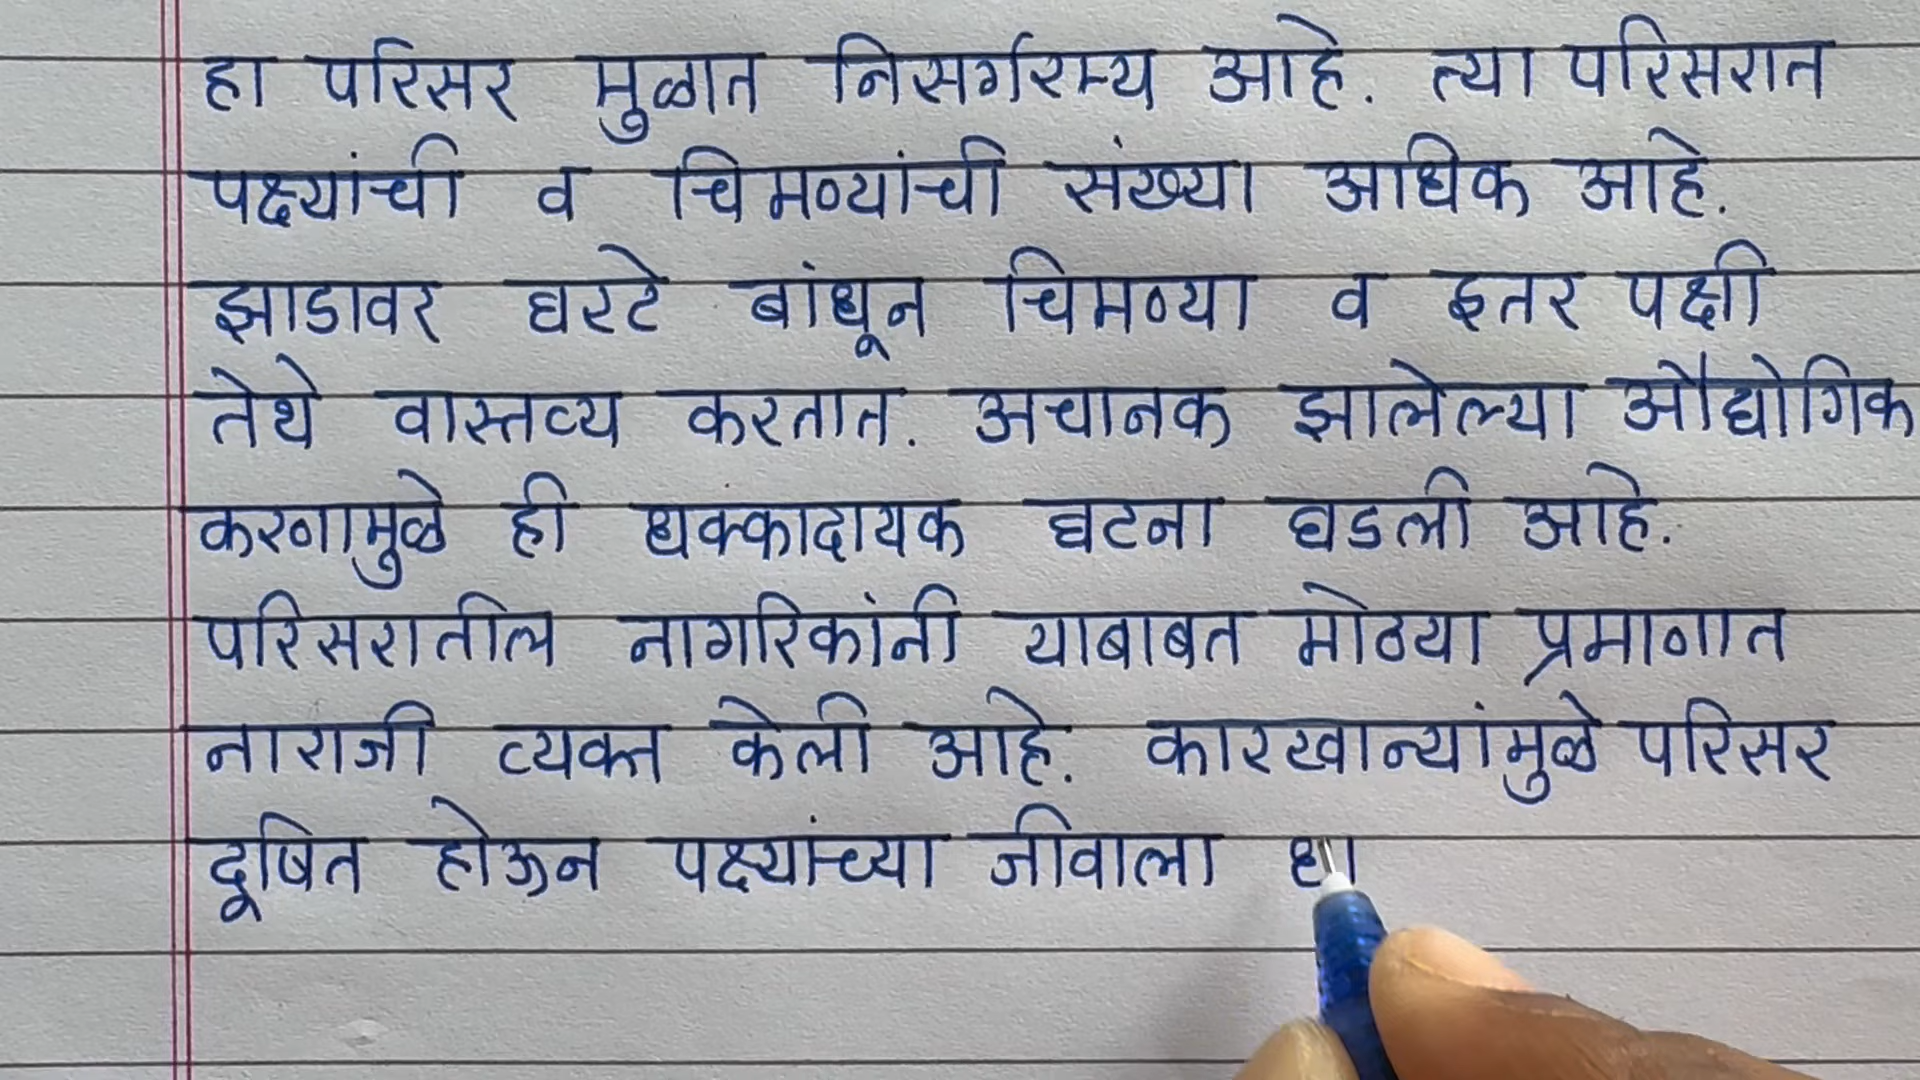 हा परिसर मुळात निसर्गरम्य आहे. त्या परिसरात
पक्ष्यांची व चिमण्यांची संख्या अधिक आहे.
झाडावर घरटे बांधून चिमण्या व इतर पक्षी
तेथे वास्तव्य करतात. अचानक झालेल्या औद्योगिक
करणामुळे ही धक्कादायक घटना घडली आहे.
परिसरातील नागरिकांनी याबाबत मोठ्या प्रमाणात
नाराजी व्यक्त केली आहे. कारखान्यांमुळे परिसर
दूषित होऊन पक्ष्यांच्या जीवाला